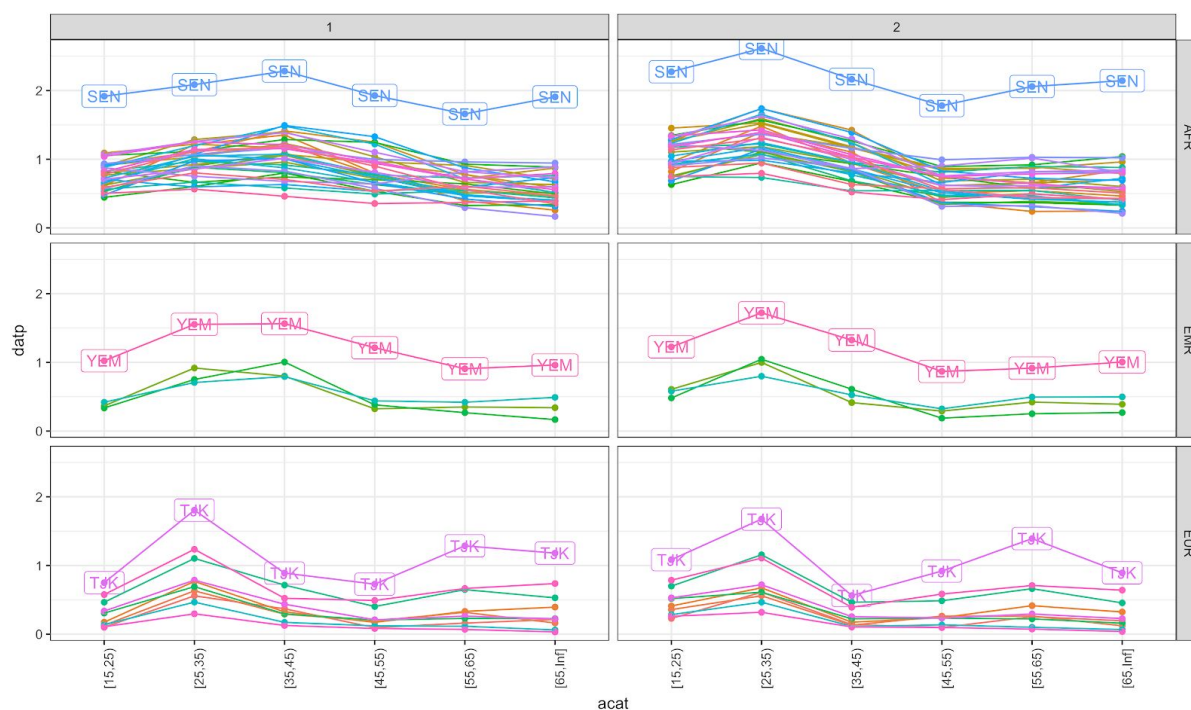 1 2
SEN SEN SEN SEN SEN SEN SEN SEN SEN SEN SEN SEN
2
1
0
AFR
YEM YEM YEM YEM YEM YEM YEM YEM YEM YEM YEM YEM
2
1
0
EMR
datp
TJK TJK TJK TJK TJK TJK TJK TJK TJK TJK TJK TJK
2
1
0
EUR
[15,25) [25,35) [35,45) [45,55) [55,65) [65,Inf] [15,25) [25,35) [35,45) [45,55) [55,65) [65,Inf]
acat